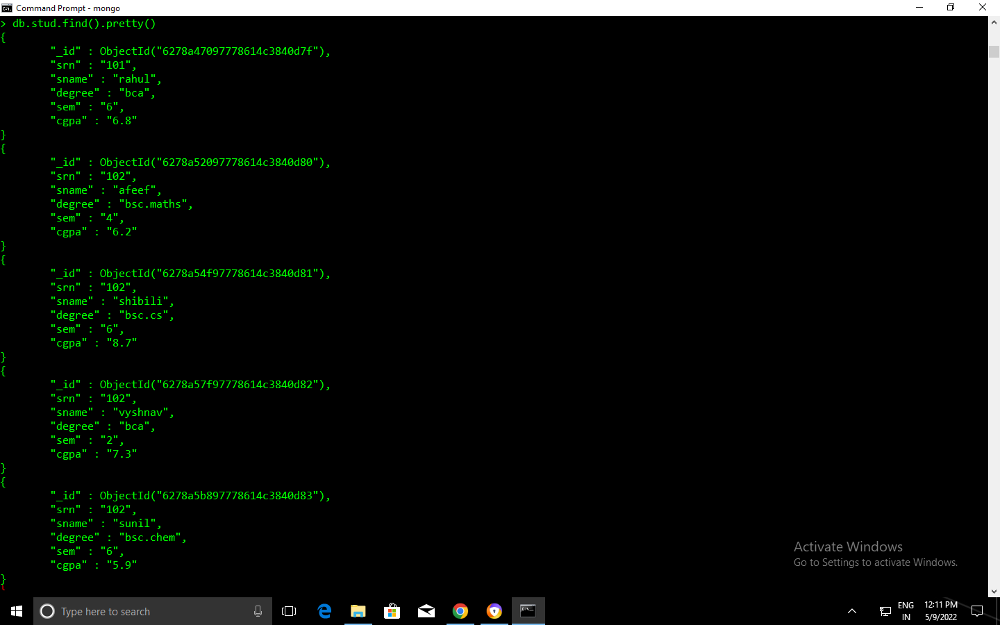 Command Prompt - mongo
> db.stud.find().pretty()
{
"_id" : ObjectId("6278a47097778614c3840d7f"),
"srn" : "101",
"sname" : "rahul",
"degree" : "bca",
"sem" : "6",
"cgpa" : "6.8"
}
{
"_id" : ObjectId("6278a52097778614c3840d80"),
"srn" : "102",
"sname" : "afeef",
"degree" : "bsc.maths",
"sem" : "4",
"cgpa" : "6.2"
}
{
"_id" : ObjectId("6278a54f97778614c3840d81"),
"srn" : "102",
"sname" : "shibili",
"degree" : "bsc.cs",
"sem" : "6",
"cgpa" : "8.7"
}
{
"_id" : ObjectId("6278a57f97778614c3840d82"),
"srn" : "102",
"sname" : "vyshnav",
"degree" : "bca",
"sem" : "2",
"cgpa" : "7.3"
}
{
"_id" : ObjectId("6278a5b897778614c3840d83"),
"srn" : "102",
"sname" : "sunil",
"degree" : "bsc.chem",
"sem" : "6",
"cgpa" : "5.9"
}
Activate Windows
Go to Settings to activate Windows.
Type here to search
ENG
IN
12:11 PM
5/9/2022